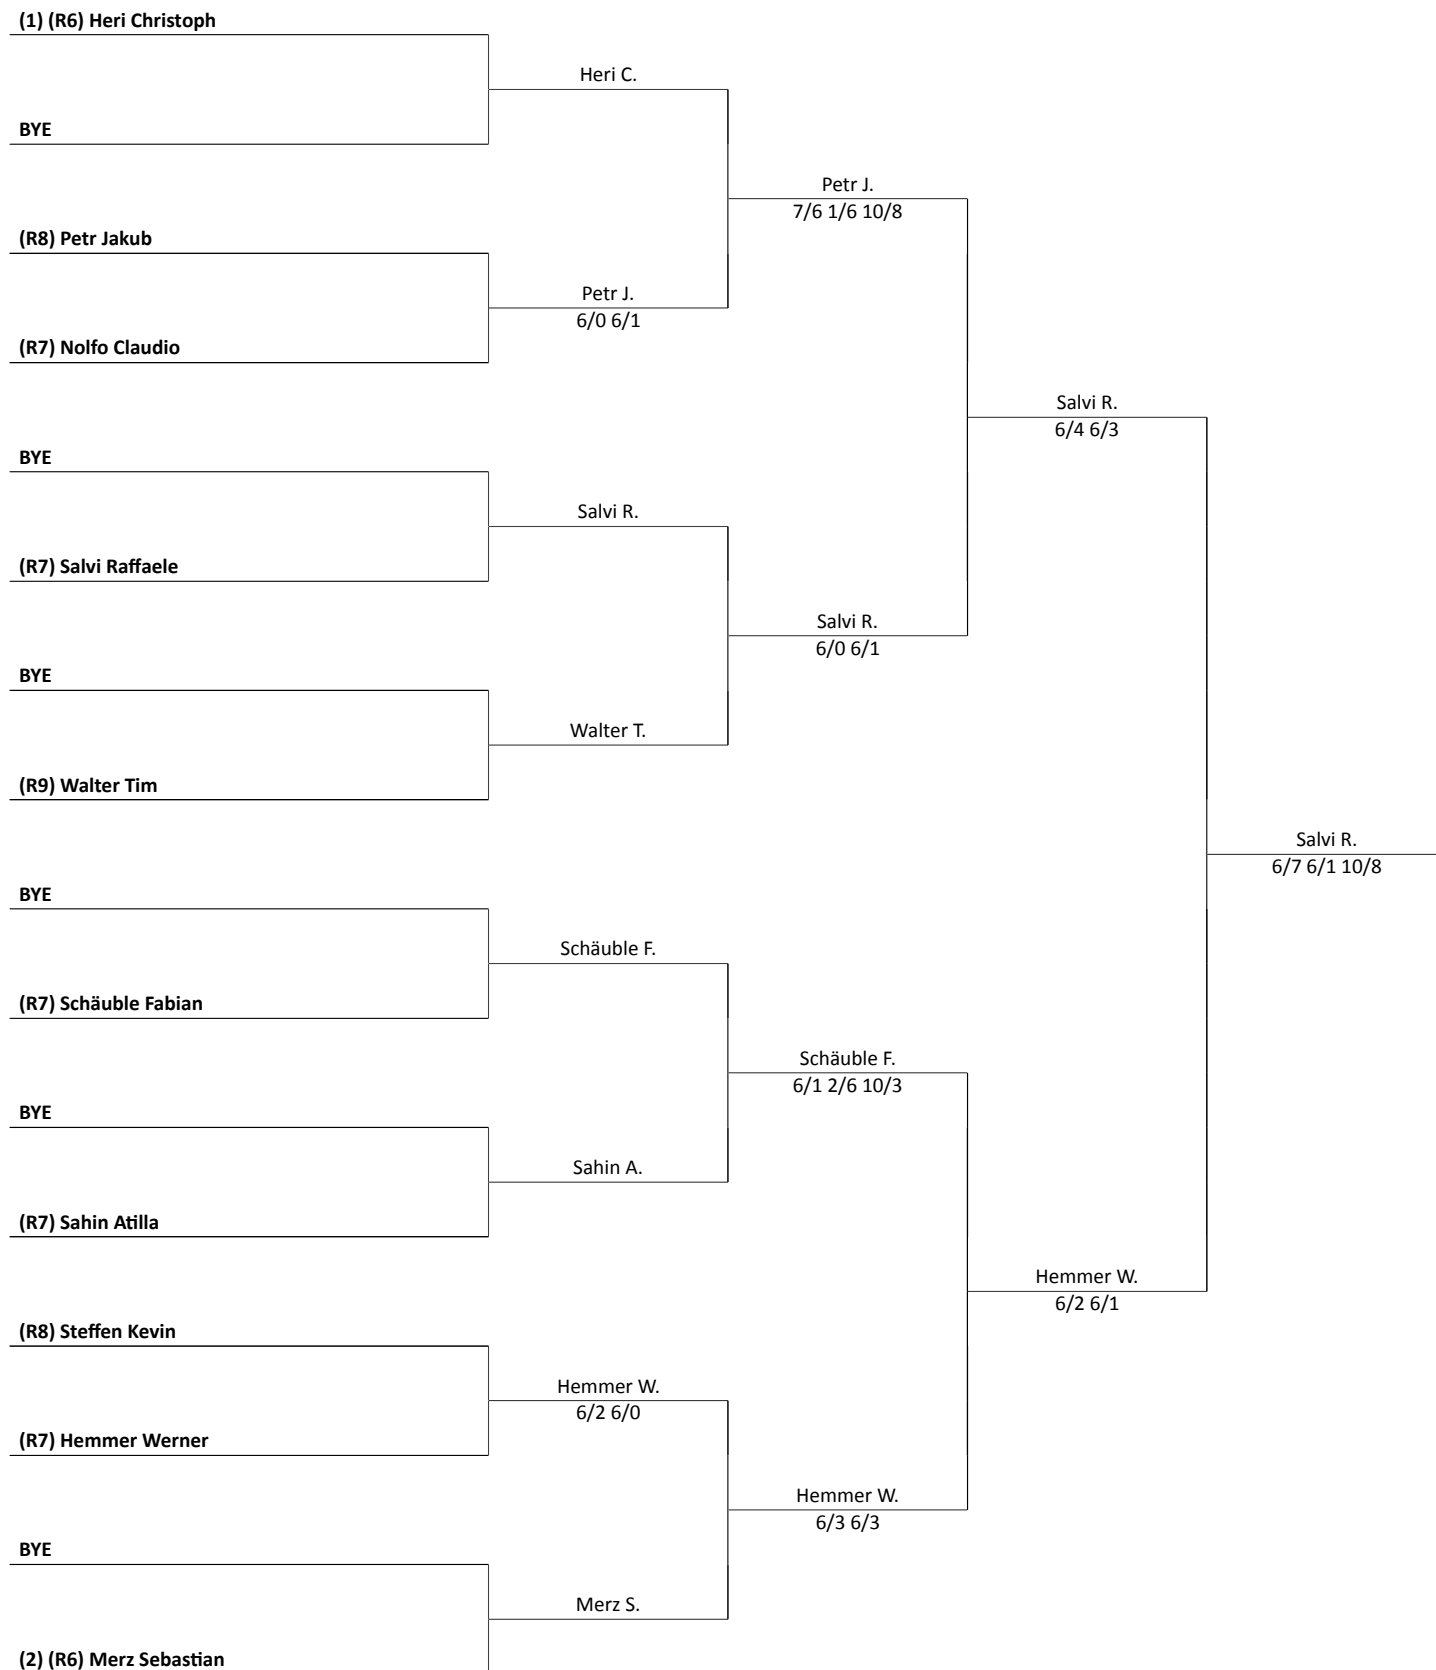 (1) (R6) Heri Christoph
Heri C.
BYE
Petr J.
7/6 1/6 10/8
(R8) Petr Jakub
Petr J.
6/0 6/1
(R7) Nolfo Claudio
Salvi R.
6/4 6/3
BYE
Salvi R.
(R7) Salvi Raffaele
Salvi R.
6/0 6/1
BYE
Walter T.
(R9) Walter Tim
Salvi R.
6/7 6/1 10/8
BYE
Schäuble F.
(R7) Schäuble Fabian
Schäuble F.
6/1 2/6 10/3
BYE
Sahin A.
(R7) Sahin Atilla
Hemmer W.
6/2 6/1
(R8) Steffen Kevin
Hemmer W.
6/2 6/0
(R7) Hemmer Werner
Hemmer W.
6/3 6/3
BYE
Merz S.
(2) (R6) Merz Sebastian